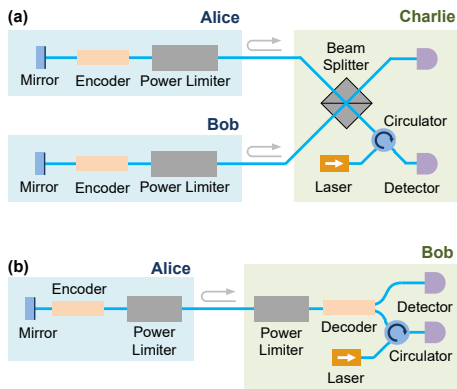 (a)
Alice
Charlie
Mirror
Encoder
Power Limiter
Beam
Splitter
Bob
Circulator
Mirror
Encoder
Power Limiter
Laser
Detector
(b)
Alice
Bob
Encoder
Mirror
Power
Limiter
Power
Limiter
Decoder
Detector
Laser
Circulator